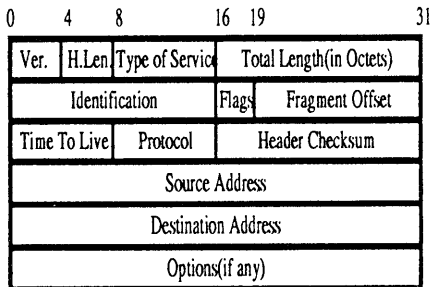 0 4 8 16 19 31
Ver. H.Len. Type of Service Total Length(in Octets)
Identification Flags Fragment Offset
Time To Live Protocol Header Checksum
Source Address
Destination Address
Options(if any)